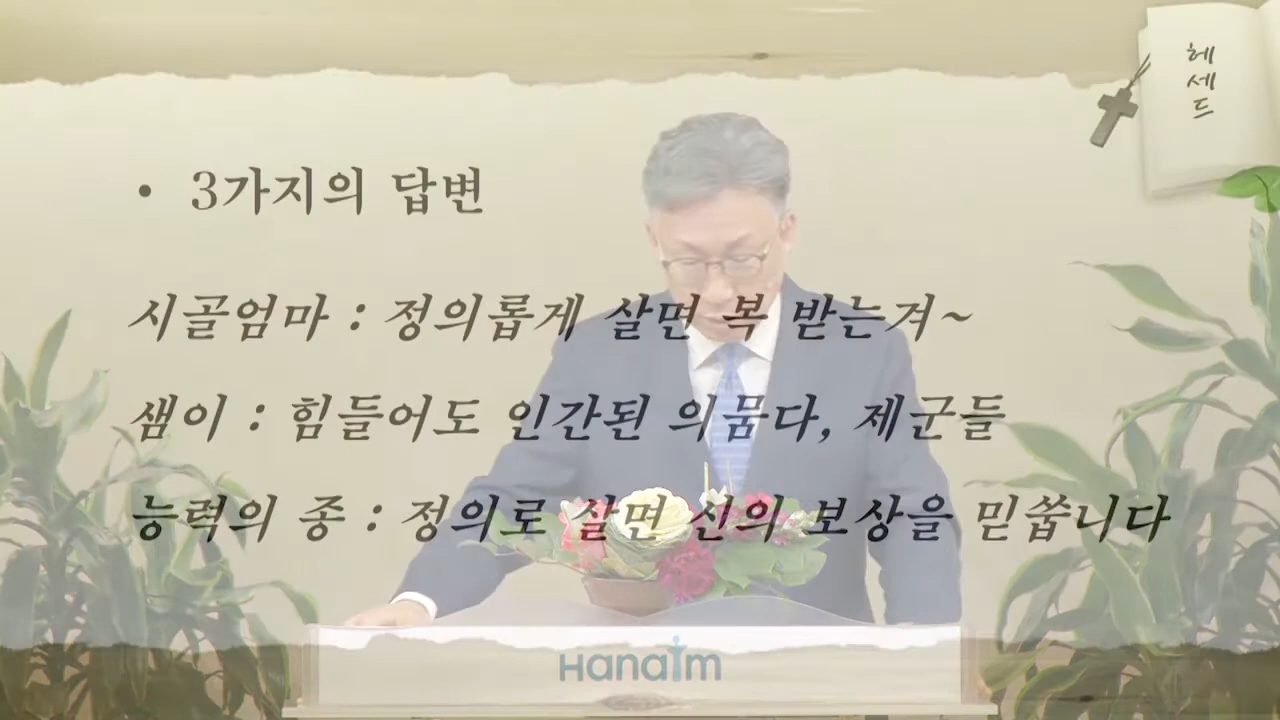 헤세드
• 3가지의 답변
시골엄마 : 정의롭게 살면 복 받는겨~
샘이 : 힘들어도 인간된 의뭄다, 제군들
능력의 종 : 정의로 살면 신의 보상을 믿쑵니다
Hanaim